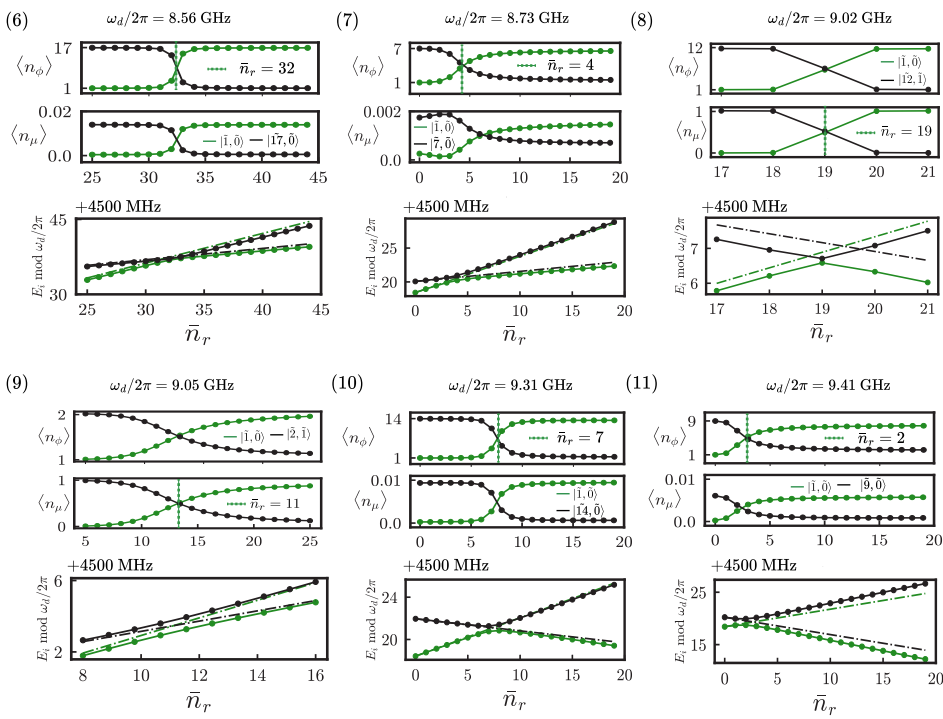 (6)
ω_d/2π = 8.56 GHz
⟨n_ϕ⟩
17
1
n̄_r = 32
25 30 35 40 45
⟨n_μ⟩
0.02
0.0
|1̃, 0̃⟩ |1̃7, 0̃⟩
25 30 35 40 45
+4500 MHz
E_i mod ω_d/2π
45
30
25 30 35 40 45
n̄_r
(7)
ω_d/2π = 8.73 GHz
⟨n_ϕ⟩
7
1
n̄_r = 4
⟨n_μ⟩
0.002
0.000
|1̃, 0̃⟩
|7̃, 0̃⟩
0 5 10 15 20
+4500 MHz
E_i mod ω_d/2π
25
20
0 5 10 15 20
n̄_r
(8)
ω_d/2π = 9.02 GHz
⟨n_ϕ⟩
12
1
|1̃, 0̃⟩
|1̃2, 1̃⟩
⟨n_μ⟩
1
0
n̄_r = 19
17 18 19 20 21
+4500 MHz
E_i mod ω_d/2π
7
6
17 18 19 20 21
n̄_r
(9)
ω_d/2π = 9.05 GHz
⟨n_ϕ⟩
2
1
|1̃, 0̃⟩ |2̃, 1̃⟩
⟨n_μ⟩
1
0
n̄_r = 11
5 10 15 20 25
+4500 MHz
E_i mod ω_d/2π
6
2
8 10 12 14 16
n̄_r
(10)
ω_d/2π = 9.31 GHz
⟨n_ϕ⟩
14
1
n̄_r = 7
⟨n_μ⟩
0.01
0.00
|1̃, 0̃⟩
|1̃4, 0̃⟩
0 5 10 15 20
+4500 MHz
E_i mod ω_d/2π
24
20
0 5 10 15 20
n̄_r
(11)
ω_d/2π = 9.41 GHz
⟨n_ϕ⟩
9
1
n̄_r = 2
⟨n_μ⟩
0.01
0.00
|1̃, 0̃⟩ |9̃, 0̃⟩
0 5 10 15 20
+4500 MHz
E_i mod ω_d/2π
25
15
0 5 10 15 20
n̄_r